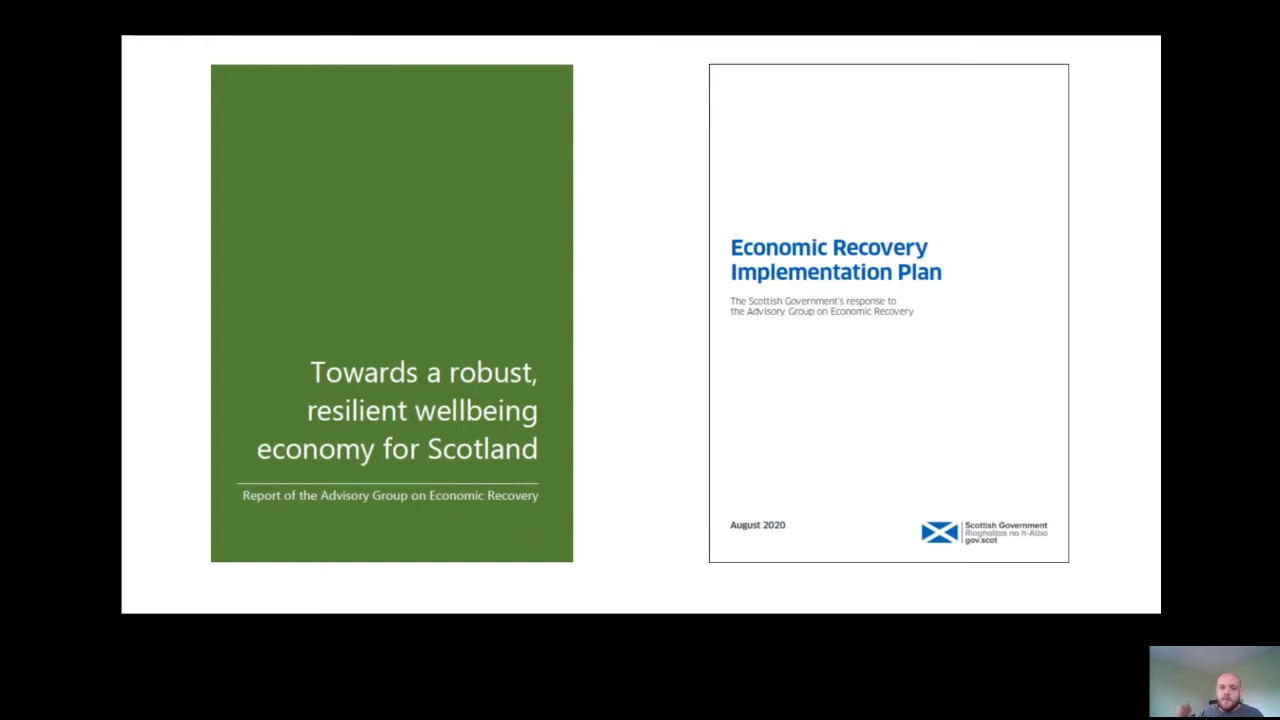 Towards a robust,
resilient wellbeing
economy for Scotland
Report of the Advisory Group on Economic Recovery
Economic Recovery
Implementation Plan
The Scottish Government's response to
the Advisory Group on Economic Recovery
August 2020
Scottish Government
Riaghaltas na h-Alba
gov.scot